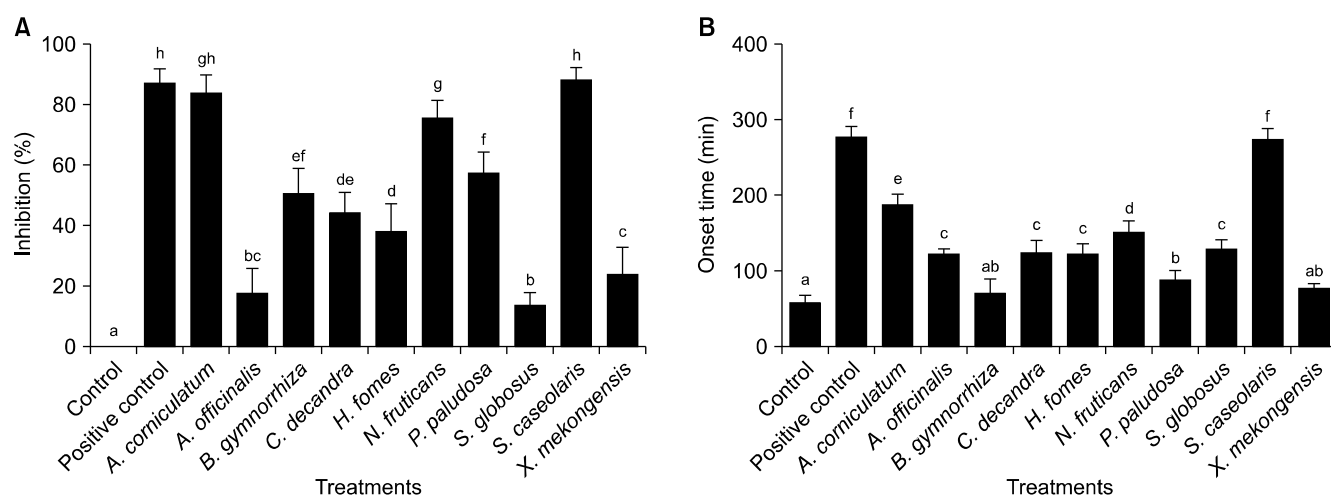 A
Inhibition (%)
100
80
60
40
20
0
a
h
gh
bc
ef
de
d
g
f
b
h
c
Control
Positive control
A. corniculatum
A. officinalis
B. gymnorrhiza
C. decandra
H. fomes
N. fruticans
P. paludosa
S. globosus
S. caseolaris
X. mekongensis
Treatments
B
Onset time (min)
400
300
200
100
0
a
f
e
c
ab
c
c
d
b
c
f
ab
Control
Positive control
A. corniculatum
A. officinalis
B. gymnorrhiza
C. decandra
H. fomes
N. fruticans
P. paludosa
S. globosus
S. caseolaris
X. mekongensis
Treatments